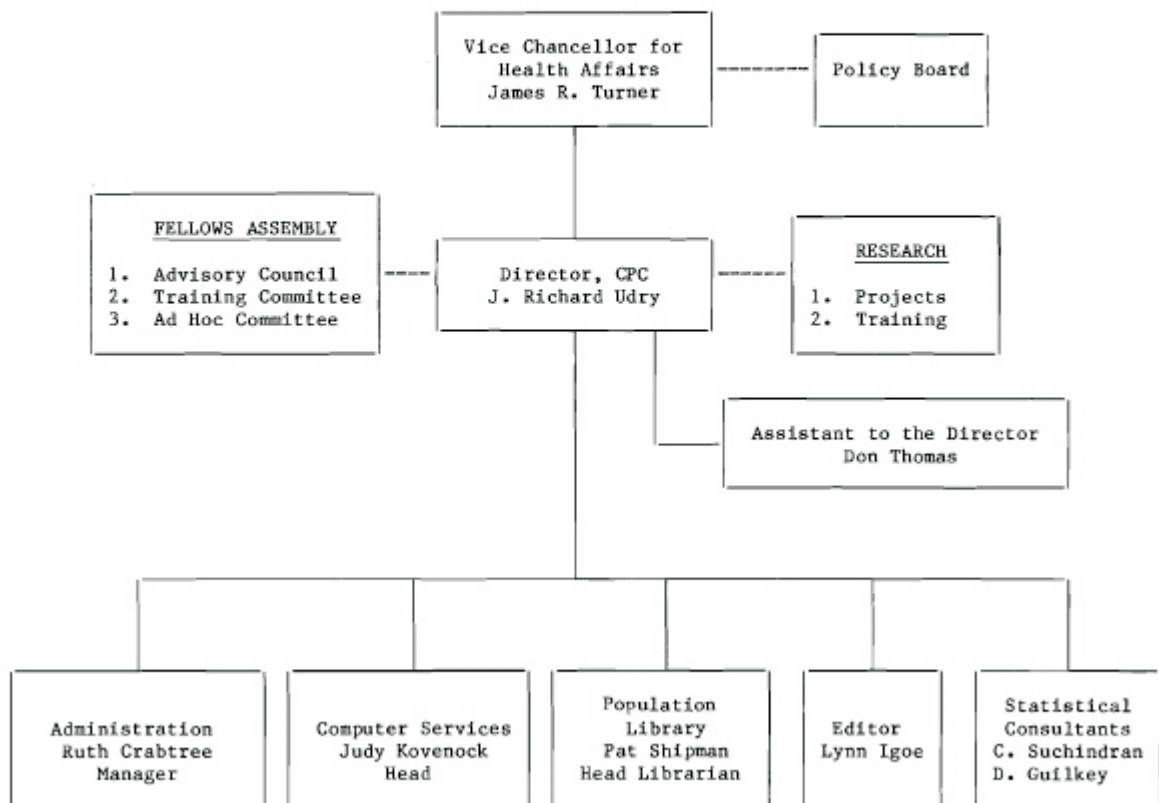 Vice Chancellor for
Health Affairs
James R. Turner
Policy Board
FELLOWS ASSEMBLY
1. Advisory Council
2. Training Committee
3. Ad Hoc Committee
Director, CPC
J. Richard Udry
RESEARCH
1. Projects
2. Training
Assistant to the Director
Don Thomas
Administration
Ruth Crabtree
Manager
Computer Services
Judy Kovenock
Head
Population
Library
Pat Shipman
Head Librarian
Editor
Lynn Igoe
Statistical
Consultants
C. Suchindran
D. Guilkey